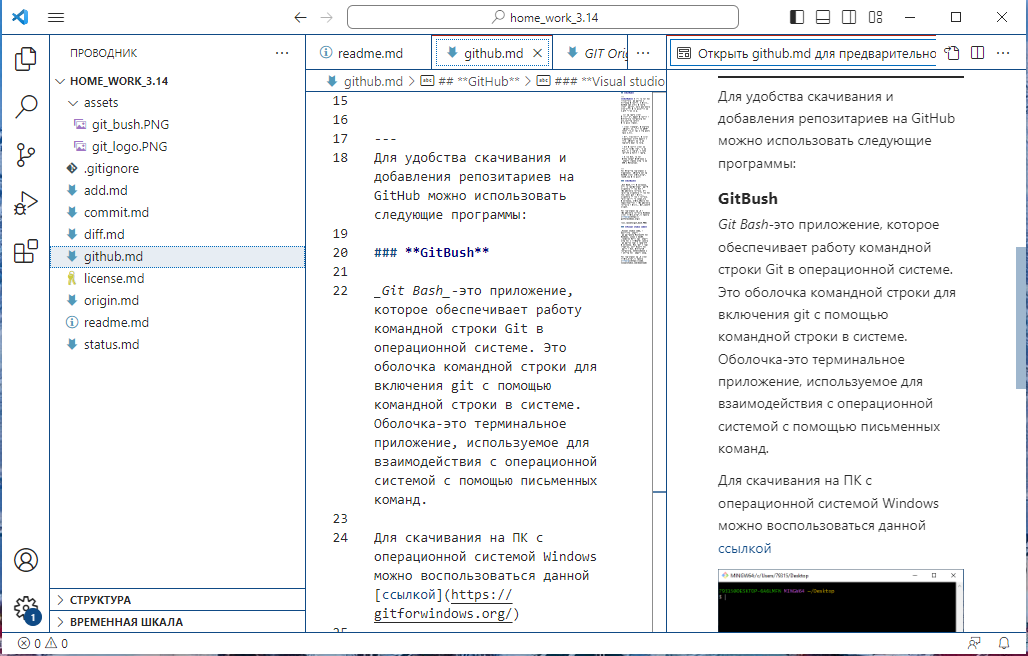 home_work_3.14
ПРОВОДНИК
HOME_WORK_3.14
assets
git_bush.PNG
git_logo.PNG
.gitignore
add.md
commit.md
diff.md
github.md
license.md
origin.md
readme.md
status.md
СТРУКТУРА
ВРЕМЕННАЯ ШКАЛА
1
0 0
readme.md
github.md
GIT Orig
github.md > ## **GitHub** > ### **Visual studio
15
16
17 ---
18 Для удобства скачивания и
добавления репозитариев на
GitHub можно использовать
следующие программы:
19
20 ### **GitBush**
21
22 _Git Bash_-это приложение,
которое обеспечивает работу
командной строки Git в
операционной системе. Это
оболочка командной строки для
включения git с помощью
командной строки в системе.
Оболочка-это терминальное
приложение, используемое для
взаимодействия с операционной
системой с помощью письменных
команд.
23
24 Для скачивания на ПК с
операционной системой Windows
можно воспользоваться данной
[ссылкой](https://
gitforwindows.org/)
25
Открыть github.md для предварительно
Для удобства скачивания и
добавления репозитариев на GitHub
можно использовать следующие
программы:
GitBush
Git Bash-это приложение, которое
обеспечивает работу командной
строки Git в операционной системе.
Это оболочка командной строки для
включения git с помощью
командной строки в системе.
Оболочка-это терминальное
приложение, используемое для
взаимодействия с операционной
системой с помощью письменных
команд.
Для скачивания на ПК с
операционной системой Windows
можно воспользоваться данной
ссылкой
MINGW64:/c/Users/79315/Desktop